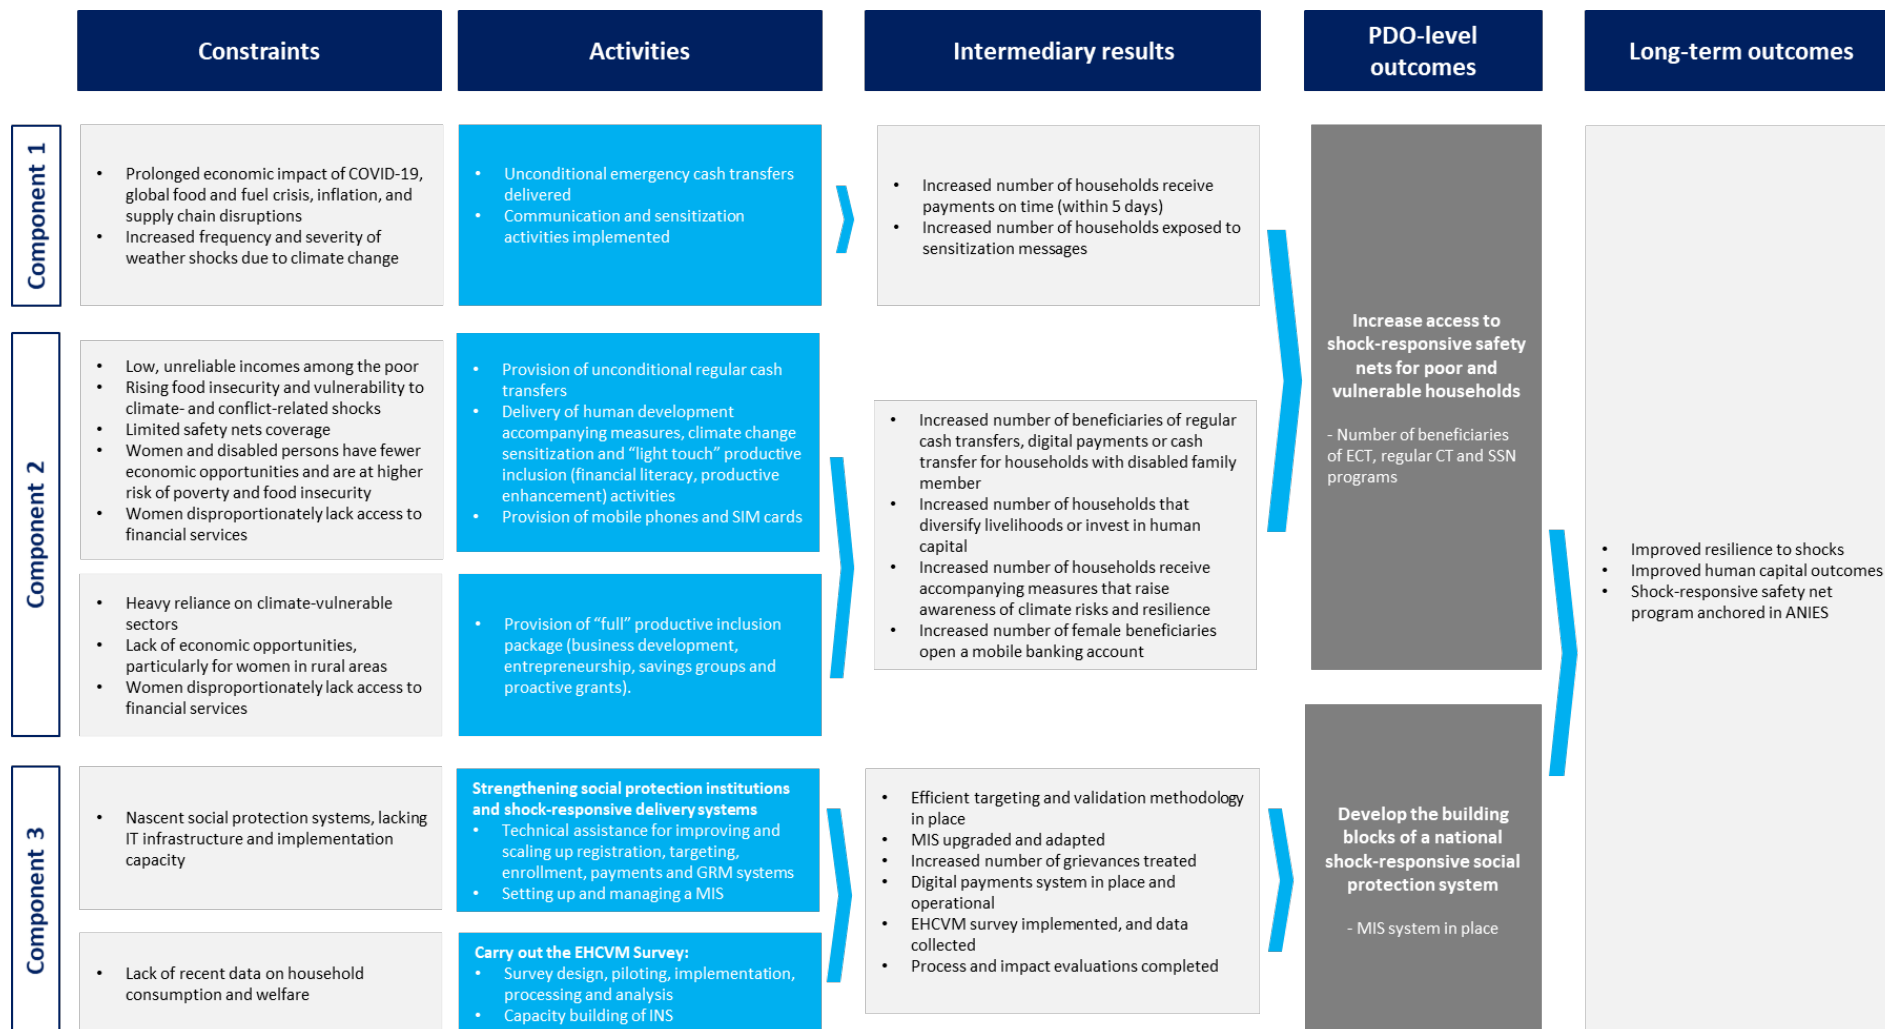 Constraints
Activities
Intermediary results
PDO-level
outcomes
Long-term outcomes
Component 1
• Prolonged economic impact of COVID-19,
global food and fuel crisis, inflation, and
supply chain disruptions
• Increased frequency and severity of
weather shocks due to climate change
• Unconditional emergency cash transfers
delivered
• Communication and sensitization
activities implemented
• Increased number of households receive
payments on time (within 5 days)
• Increased number of households exposed to
sensitization messages
Component 2
• Low, unreliable incomes among the poor
• Rising food insecurity and vulnerability to
climate- and conflict-related shocks
• Limited safety nets coverage
• Women and disabled persons have fewer
economic opportunities and are at higher
risk of poverty and food insecurity
• Women disproportionately lack access to
financial services
• Provision of unconditional regular cash
transfers
• Delivery of human development
accompanying measures, climate change
sensitization and “light touch” productive
inclusion (financial literacy, productive
enhancement) activities
• Provision of mobile phones and SIM cards
• Heavy reliance on climate-vulnerable
sectors
• Lack of economic opportunities,
particularly for women in rural areas
• Women disproportionately lack access to
financial services
• Provision of “full” productive inclusion
package (business development,
entrepreneurship, savings groups and
proactive grants).
• Increased number of beneficiaries of regular
cash transfers, digital payments or cash
transfer for households with disabled family
member
• Increased number of households that
diversify livelihoods or invest in human
capital
• Increased number of households receive
accompanying measures that raise
awareness of climate risks and resilience
• Increased number of female beneficiaries
open a mobile banking account
Increase access to
shock-responsive safety
nets for poor and
vulnerable households
- Number of beneficiaries
of ECT, regular CT and SSN
programs
Component 3
• Nascent social protection systems, lacking
IT infrastructure and implementation
capacity
Strengthening social protection institutions
and shock-responsive delivery systems
• Technical assistance for improving and
scaling up registration, targeting,
enrollment, payments and GRM systems
• Setting up and managing a MIS
• Lack of recent data on household
consumption and welfare
Carry out the EHCVM Survey:
• Survey design, piloting, implementation,
processing and analysis
• Capacity building of INS
• Efficient targeting and validation methodology
in place
• MIS upgraded and adapted
• Increased number of grievances treated
• Digital payments system in place and
operational
• EHCVM survey implemented, and data
collected
• Process and impact evaluations completed
Develop the building
blocks of a national
shock-responsive social
protection system
- MIS system in place
• Improved resilience to shocks
• Improved human capital outcomes
• Shock-responsive safety net
program anchored in ANIES